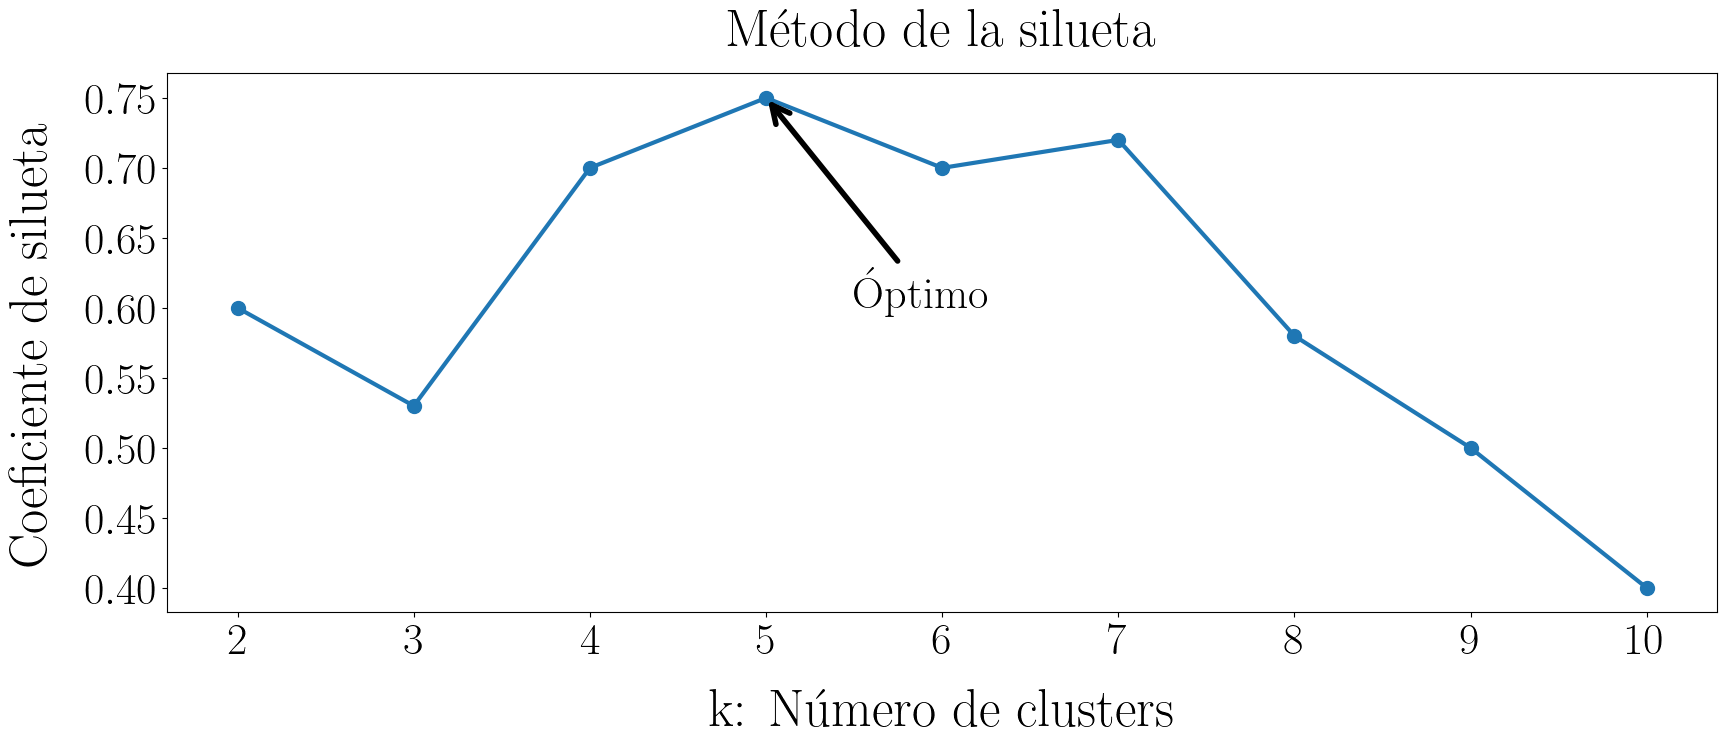 Método de la silueta
Coeficiente de silueta
0.75
0.70
0.65
0.60
0.55
0.50
0.45
0.40
Óptimo
2 3 4 5 6 7 8 9 10
k: Número de clusters